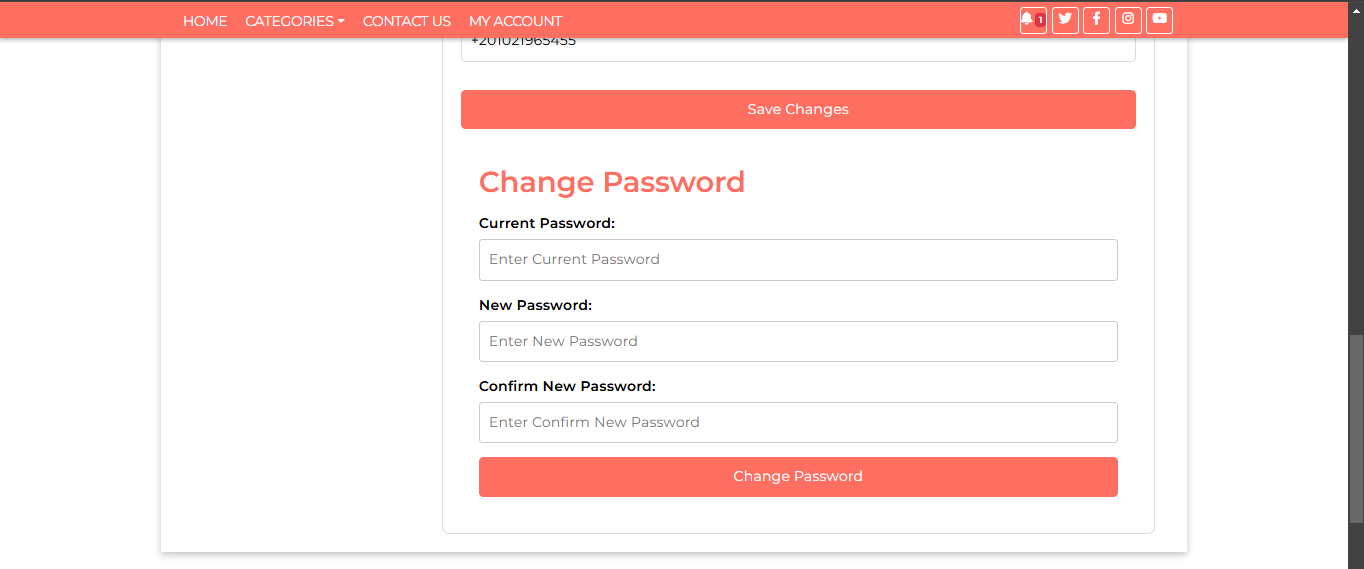 HOME CATEGORIES CONTACT US MY ACCOUNT 1
+201021965455
Save Changes
Change Password
Current Password:
Enter Current Password
New Password:
Enter New Password
Confirm New Password:
Enter Confirm New Password
Change Password